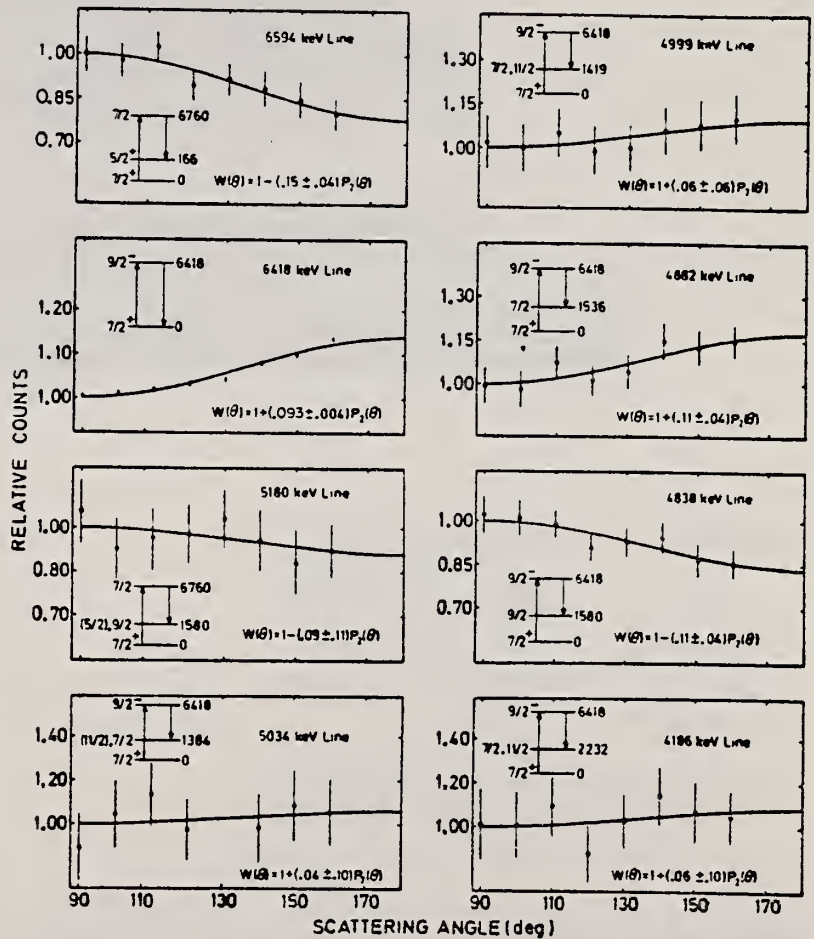 RELATIVE COUNTS
6594 keV Line
1.00
0.85
0.70
7/2 6760
5/2+ 166
7/2+ 0
W(θ)=1-(.15±.04)P2(θ)
4999 keV Line
1.30
1.15
1.00
9/2- 6418
7/2,11/2 1419
7/2+ 0
W(θ)=1+(.06±.06)P2(θ)
6418 keV Line
1.20
1.10
1.00
9/2- 6418
7/2+ 0
W(θ)=1+(.093±.004)P2(θ)
4882 keV Line
1.30
1.15
1.00
9/2- 6418
7/2 1536
7/2+ 0
W(θ)=1+(.11±.04)P2(θ)
5180 keV Line
1.00
0.80
0.70
7/2 6760
(5/2),9/2 1580
7/2+ 0
W(θ)=1-(.09±.11)P2(θ)
4838 keV Line
1.00
0.85
0.70
9/2- 6418
9/2 1580
7/2+ 0
W(θ)=1-(.11±.04)P2(θ)
5034 keV Line
1.40
1.20
1.00
9/2- 6418
(11/2),7/2 1384
7/2+ 0
W(θ)=1+(.04±.10)P2(θ)
90 110 130 150 170
4186 keV Line
1.40
1.20
1.00
9/2- 6418
7/2,11/2 2232
7/2+ 0
W(θ)=1+(.06±.10)P2(θ)
90 110 130 150 170
SCATTERING ANGLE(deg)